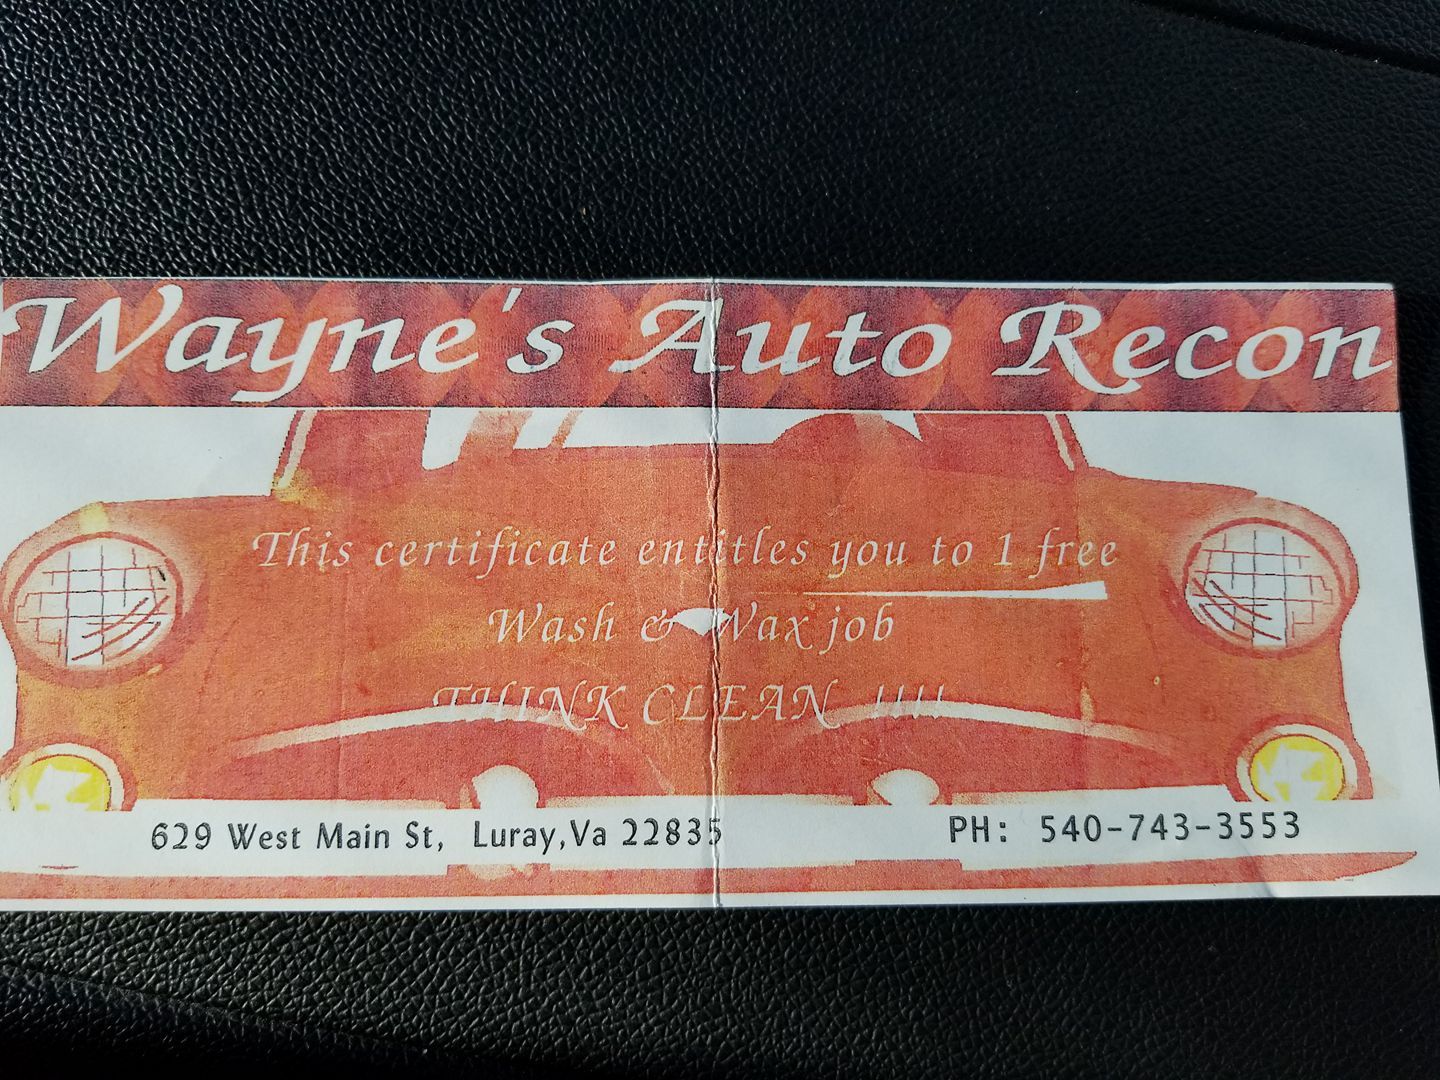 Wayne's Auto Recon
This certificate entitles you to 1 free
Wash & Wax job
THINK CLEAN !!!!
629 West Main St, Luray,Va 22835 PH: 540-743-3553